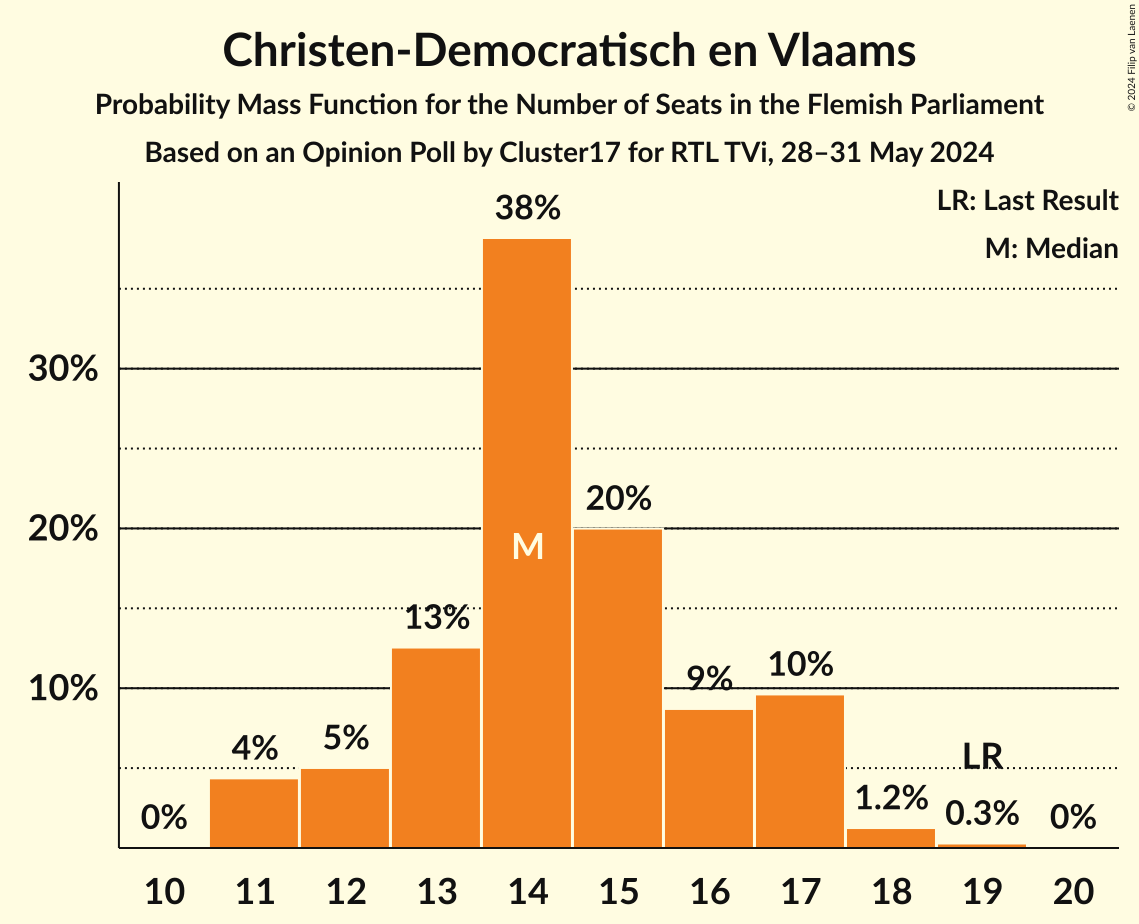 Christen-Democratisch en Vlaams
Probability Mass Function for the Number of Seats in the Flemish Parliament
Based on an Opinion Poll by Cluster17 for RTL TVi, 28–31 May 2024
© 2024 Filip van Laenen
LR: Last Result
M: Median
38%
30%
20%
20%
M
13%
10%
9%
10%
4%
5%
LR
0%
1.2%
0.3%
0%
10 11 12 13 14 15 16 17 18 19 20